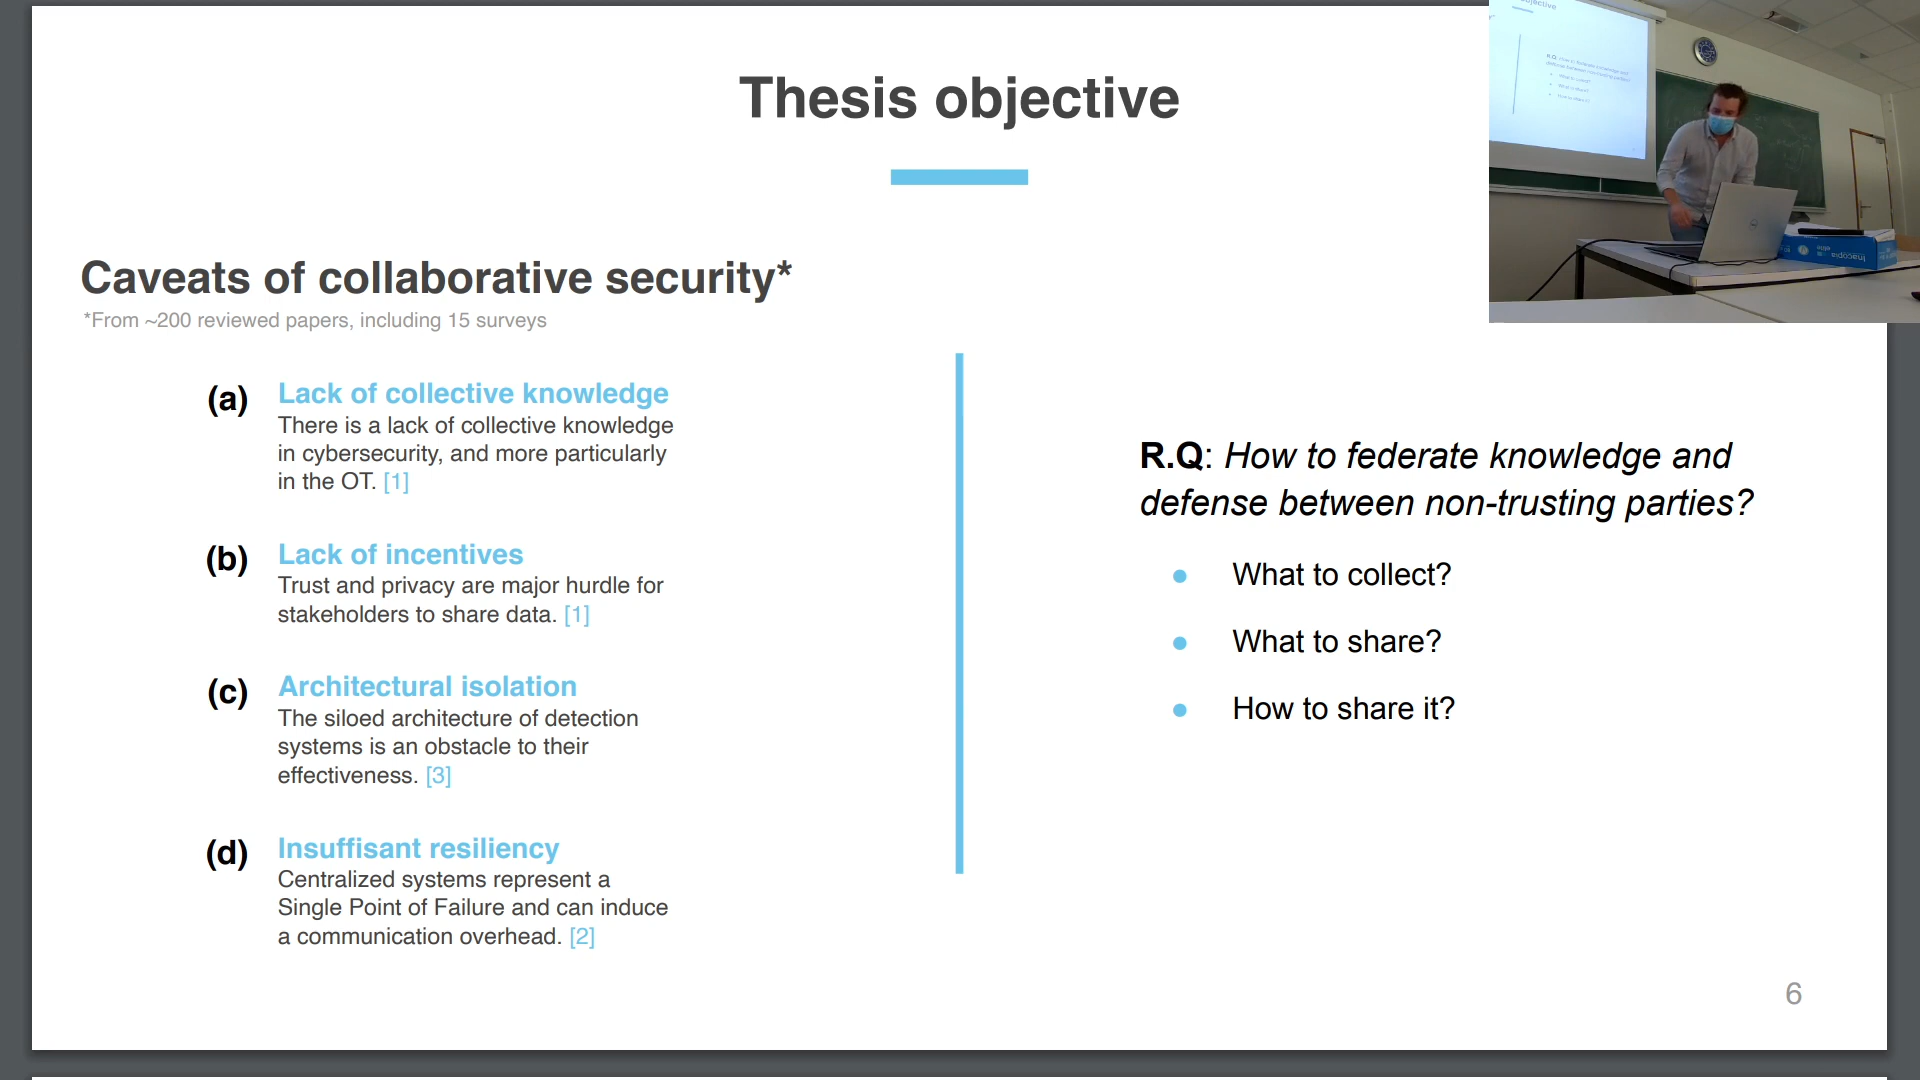 Thesis objective
Caveats of collaborative security*
*From ~200 reviewed papers, including 15 surveys
(a) Lack of collective knowledge
There is a lack of collective knowledge
in cybersecurity, and more particularly
in the OT. [1]
(b) Lack of incentives
Trust and privacy are major hurdle for
stakeholders to share data. [1]
(c) Architectural isolation
The siloed architecture of detection
systems is an obstacle to their
effectiveness. [3]
(d) Insuffisant resiliency
Centralized systems represent a
Single Point of Failure and can induce
a communication overhead. [2]
R.Q: How to federate knowledge and
defense between non-trusting parties?
● What to collect?
● What to share?
● How to share it?
6